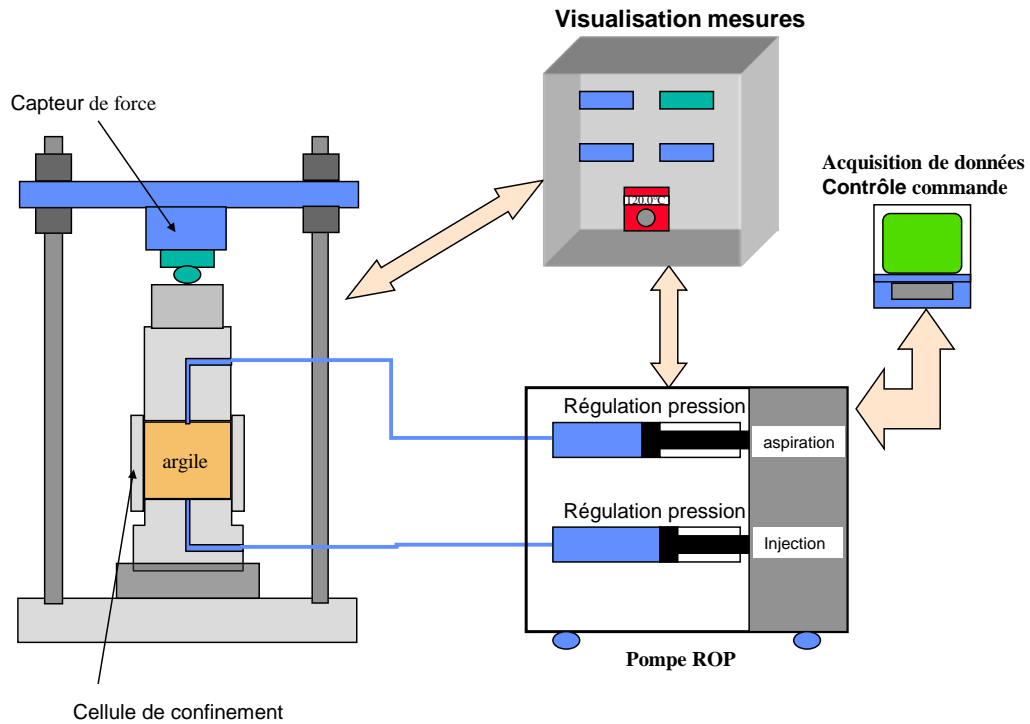 Visualisation mesures
Capteur de force
120.0°C
Acquisition de données
Contrôle commande
Régulation pression
aspiration
argile
Régulation pression
Injection
Pompe ROP
Cellule de confinement